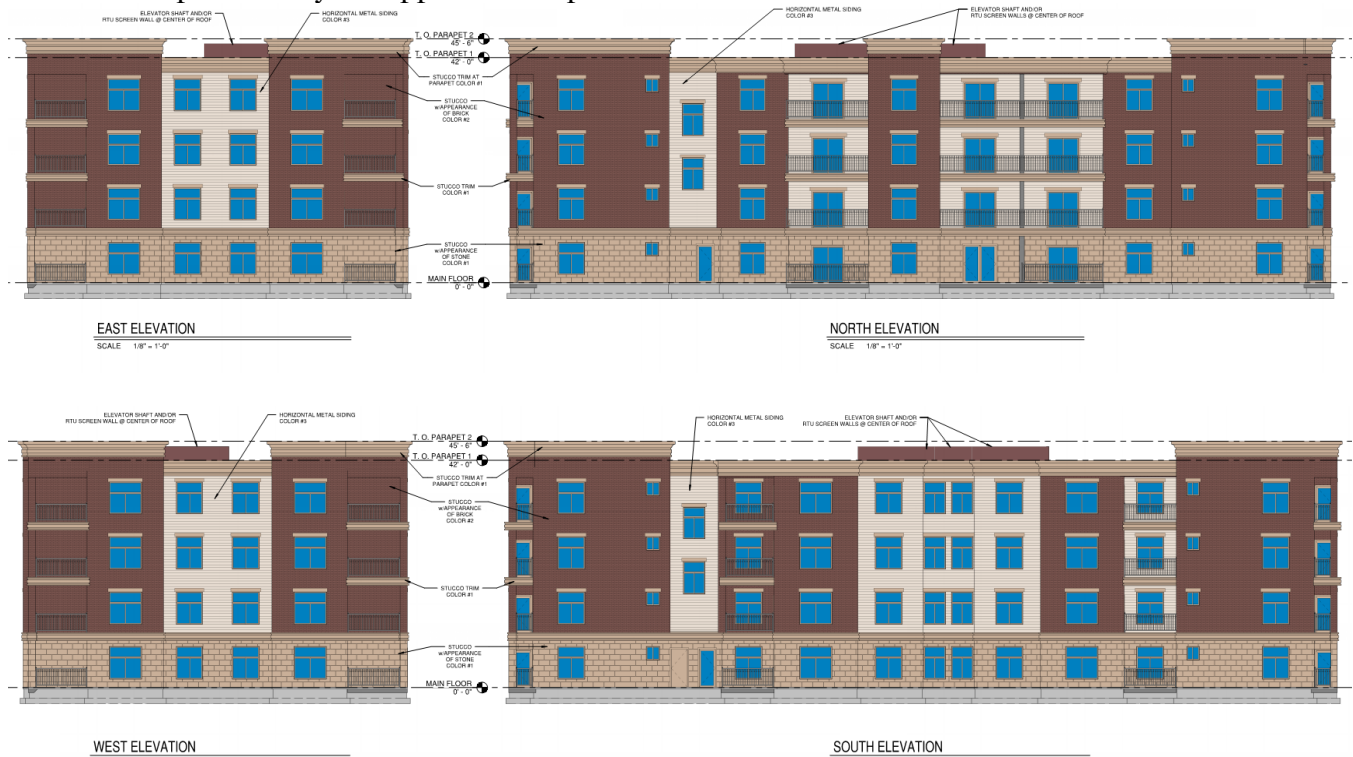 ELEVATOR SHAFT AND/OR
RTU SCREEN WALL @ CENTER OF ROOF
HORIZONTAL METAL SIDING
COLOR #3
T. O. PARAPET 2
45' - 6"
T. O. PARAPET 1
42' - 0"
STUCCO TRIM AT
PARAPET COLOR #1
STUCCO
w/APPEARANCE
OF BRICK
COLOR #2
STUCCO TRIM
COLOR #1
STUCCO
w/APPEARANCE
OF STONE
COLOR #1
MAIN FLOOR
0' - 0"
HORIZONTAL METAL SIDING
COLOR #3
ELEVATOR SHAFT AND/OR
RTU SCREEN WALLS @ CENTER OF ROOF
EAST ELEVATION
SCALE 1/8" = 1'-0"
NORTH ELEVATION
SCALE 1/8" = 1'-0"
ELEVATOR SHAFT AND/OR
RTU SCREEN WALL @ CENTER OF ROOF
HORIZONTAL METAL SIDING
COLOR #3
T. O. PARAPET 2
45' - 6"
T. O. PARAPET 1
42' - 0"
STUCCO TRIM AT
PARAPET COLOR #1
STUCCO
w/APPEARANCE
OF BRICK
COLOR #2
STUCCO TRIM
COLOR #1
STUCCO
w/APPEARANCE
OF STONE
COLOR #1
MAIN FLOOR
0' - 0"
HORIZONTAL METAL SIDING
COLOR #3
ELEVATOR SHAFT AND/OR
RTU SCREEN WALLS @ CENTER OF ROOF
WEST ELEVATION
SOUTH ELEVATION